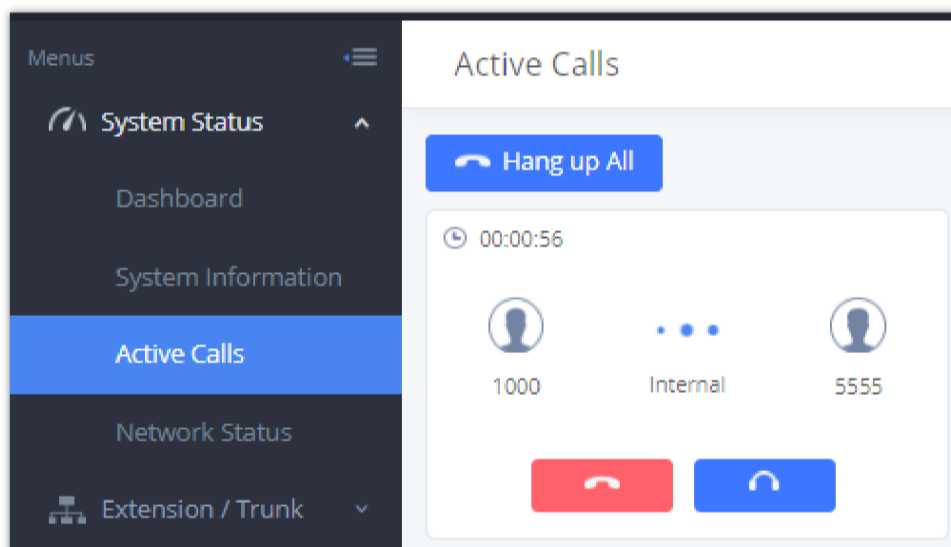 Menus
System Status
Dashboard
System Information
Active Calls
Network Status
Extension / Trunk
Active Calls
Hang up All
00:00:56
1000
Internal
5555